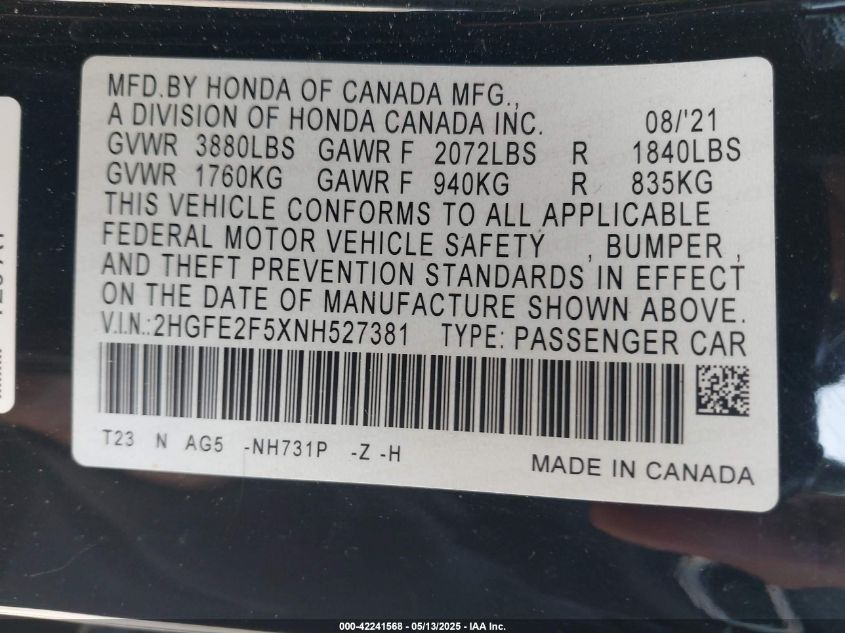 MFD.BY HONDA OF CANADA MFG.,
A DIVISION OF HONDA CANADA INC. 08/'21
GVWR 3880LBS GAWR F 2072LBS R 1840LBS
GVWR 1760KG GAWR F 940KG R 835KG
THIS VEHICLE CONFORMS TO ALL APPLICABLE
FEDERAL MOTOR VEHICLE SAFETY , BUMPER ,
AND THEFT PREVENTION STANDARDS IN EFFECT
ON THE DATE OF MANUFACTURE SHOWN ABOVE.
V.I.N.:2HGFE2F5XNH527381 TYPE: PASSENGER CAR
T23 N AG5 -NH731P -Z -H
MADE IN CANADA
000-42241568 - 05/13/2025 - IAA Inc.